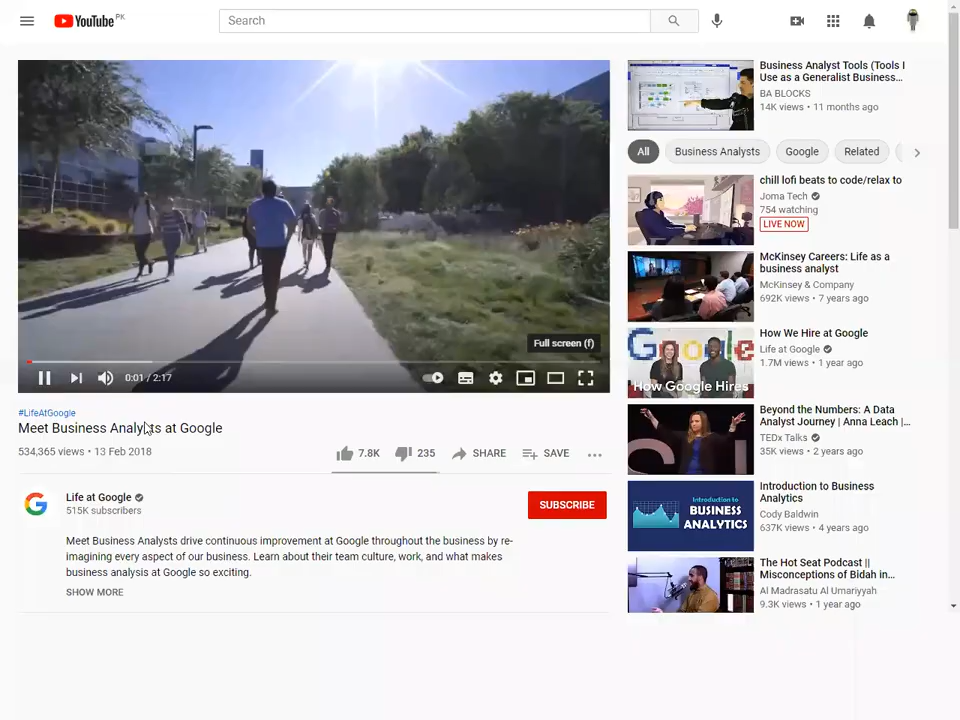 YouTube PK
Search
Full screen (f)
0:01 / 2:17
#LifeAtGoogle
Meet Business Analysts at Google
534,365 views • 13 Feb 2018
7.8K
235
SHARE
SAVE
Life at Google
515K subscribers
SUBSCRIBE
Meet Business Analysts drive continuous improvement at Google throughout the business by re-
imagining every aspect of our business. Learn about their team culture, work, and what makes
business analysis at Google so exciting.
SHOW MORE
Business Analyst Tools (Tools I
Use as a Generalist Business...
BA BLOCKS
14K views • 11 months ago
All
Business Analysts
Google
Related
chill lofi beats to code/relax to
Joma Tech
754 watching
LIVE NOW
McKinsey Careers: Life as a
business analyst
McKinsey & Company
692K views • 7 years ago
Google
How Google Hires
How We Hire at Google
Life at Google
1.7M views • 1 year ago
Beyond the Numbers: A Data
Analyst Journey | Anna Leach |...
TEDx Talks
35K views • 2 years ago
Introduction to
BUSINESS
ANALYTICS
Introduction to Business
Analytics
Cody Baldwin
637K views • 4 years ago
The Hot Seat Podcast ||
Misconceptions of Bidah in...
Al Madrasatu Al Umariyyah
9.3K views • 1 year ago